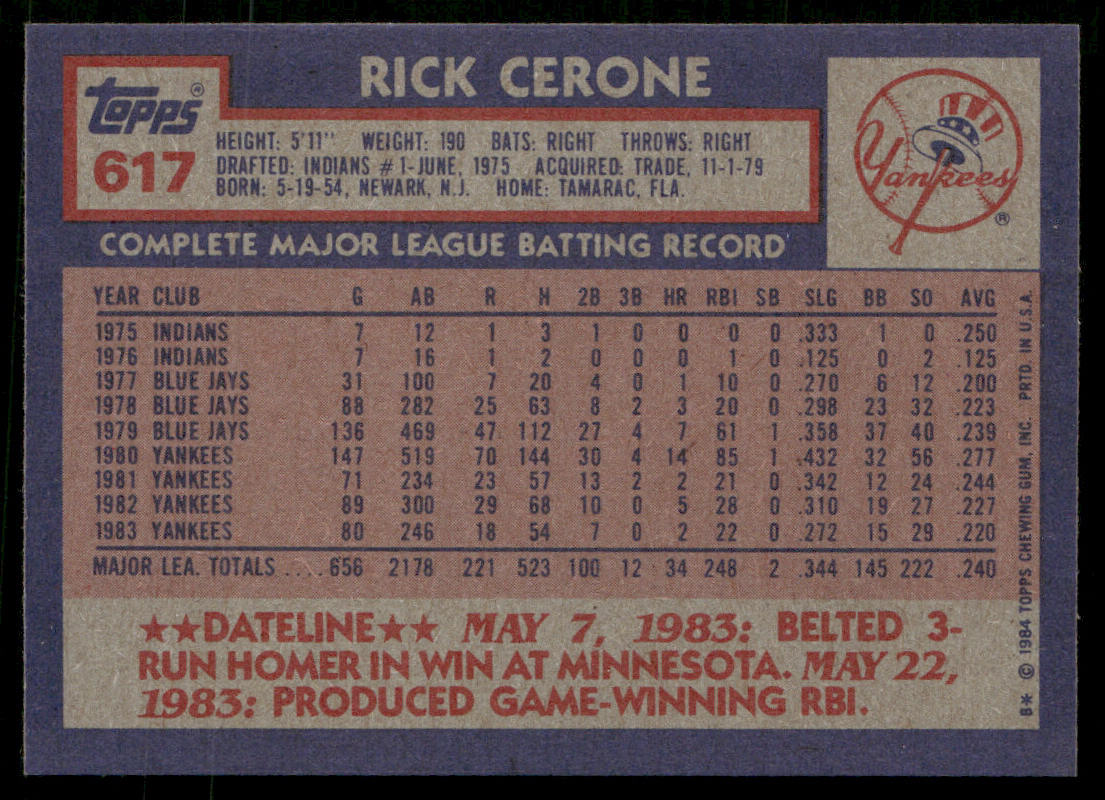 RICK CERONE
Topps®
617
HEIGHT: 5'11" WEIGHT: 190 BATS: RIGHT THROWS: RIGHT
DRAFTED: INDIANS #1-JUNE, 1975 ACQUIRED: TRADE, 11-1-79
BORN: 5-19-54, NEWARK, N.J. HOME: TAMARAC, FLA.
Yankees®
COMPLETE MAJOR LEAGUE BATTING RECORD
YEAR CLUB G AB R H 2B 3B HR RBI SB SLG BB SO AVG
1975 INDIANS 7 12 1 3 1 0 0 0 0 .333 1 0 .250
1976 INDIANS 7 16 1 2 0 0 0 1 0 .125 0 2 .125
1977 BLUE JAYS 31 100 7 20 4 0 1 10 0 .270 6 12 .200
1978 BLUE JAYS 88 282 25 63 8 2 3 20 0 .298 23 32 .223
1979 BLUE JAYS 136 469 47 112 27 4 7 61 1 .358 37 40 .239
1980 YANKEES 147 519 70 144 30 4 14 85 1 .432 32 56 .277
1981 YANKEES 71 234 23 57 13 2 2 21 0 .342 12 24 .244
1982 YANKEES 89 300 29 68 10 0 5 28 0 .310 19 27 .227
1983 YANKEES 80 246 18 54 7 0 2 22 0 .272 15 29 .220
MAJOR LEA. TOTALS ....656 2178 221 523 100 12 34 248 2 .344 145 222 .240
★★DATELINE★★ MAY 7, 1983: BELTED 3-
RUN HOMER IN WIN AT MINNESOTA. MAY 22,
1983: PRODUCED GAME-WINNING RBI.
B* © 1984 TOPPS CHEWING GUM, INC. PRTD. IN U.S.A.